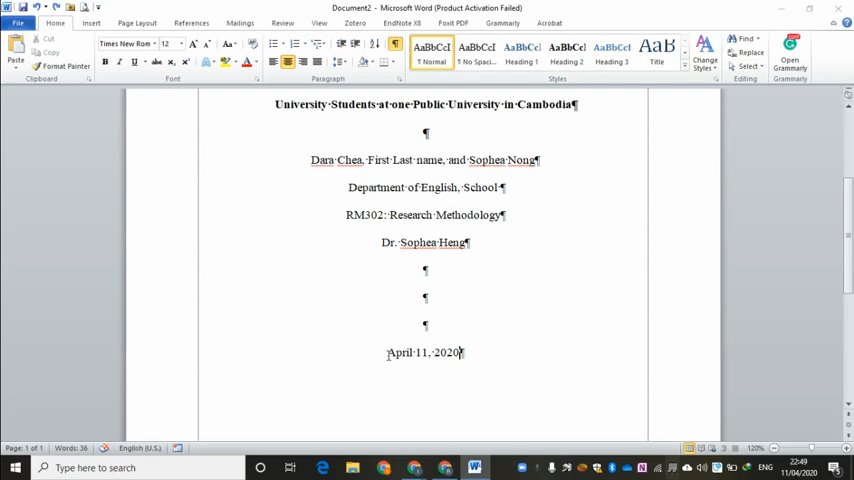 Document2 - Microsoft Word (Product Activation Failed)
File Home Insert Page Layout References Mailings Review View Zotero EndNote X8 Foxit PDF Grammarly Acrobat
Cut
Copy
Format Painter
Paste
Times New Rom 12
AaBbCcI AaBbCcI AaBbCcI AaBbCcI AaBbCcI AaB
¶ Normal ¶ No Spaci... Heading 1 Heading 2 Heading 3 Title
Change Styles
Find
Replace
Select
Open Grammarly
Clipboard Font Paragraph Styles Editing Grammarly
University Students at one Public University in Cambodia¶
¶
Dara Chea, First Last name, and Sophea Nong¶
Department of English, School ¶
RM302: Research Methodology¶
Dr. Sophea Heng¶
¶
¶
¶
April 11, 2020¶
Page: 1 of 1 Words: 36 English (U.S.) 120%
Type here to search
ENG
22:49
11/04/2020